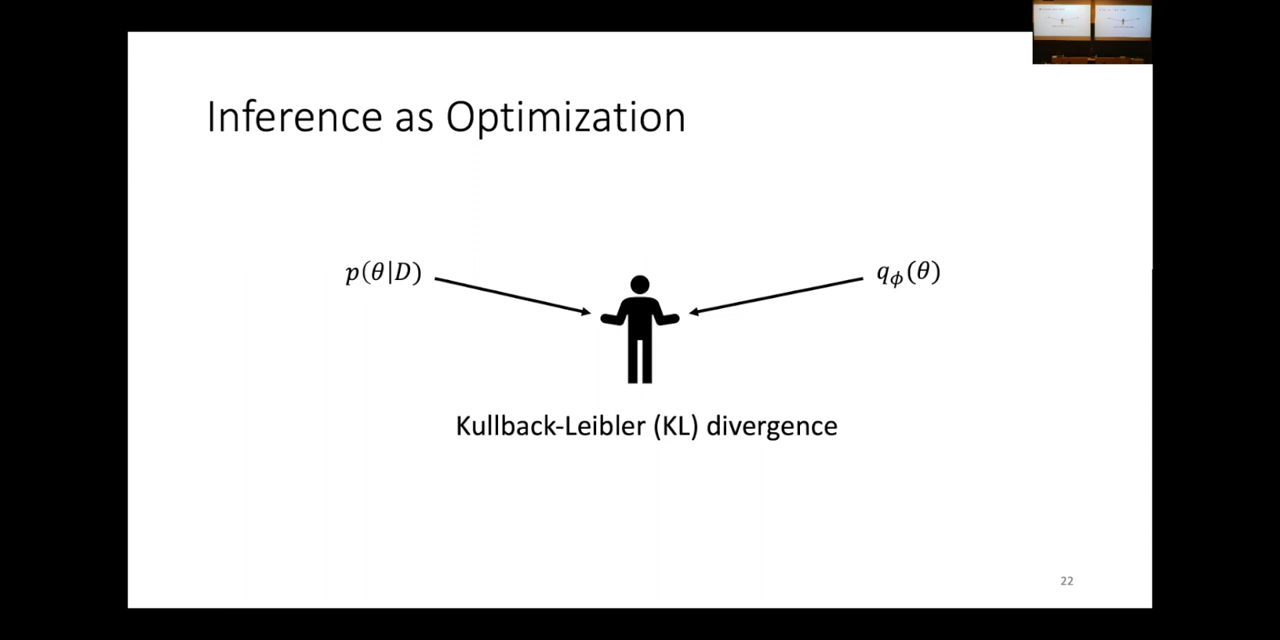 Inference as Optimization
p(θ|D)
q_ϕ(θ)
Kullback-Leibler (KL) divergence
22